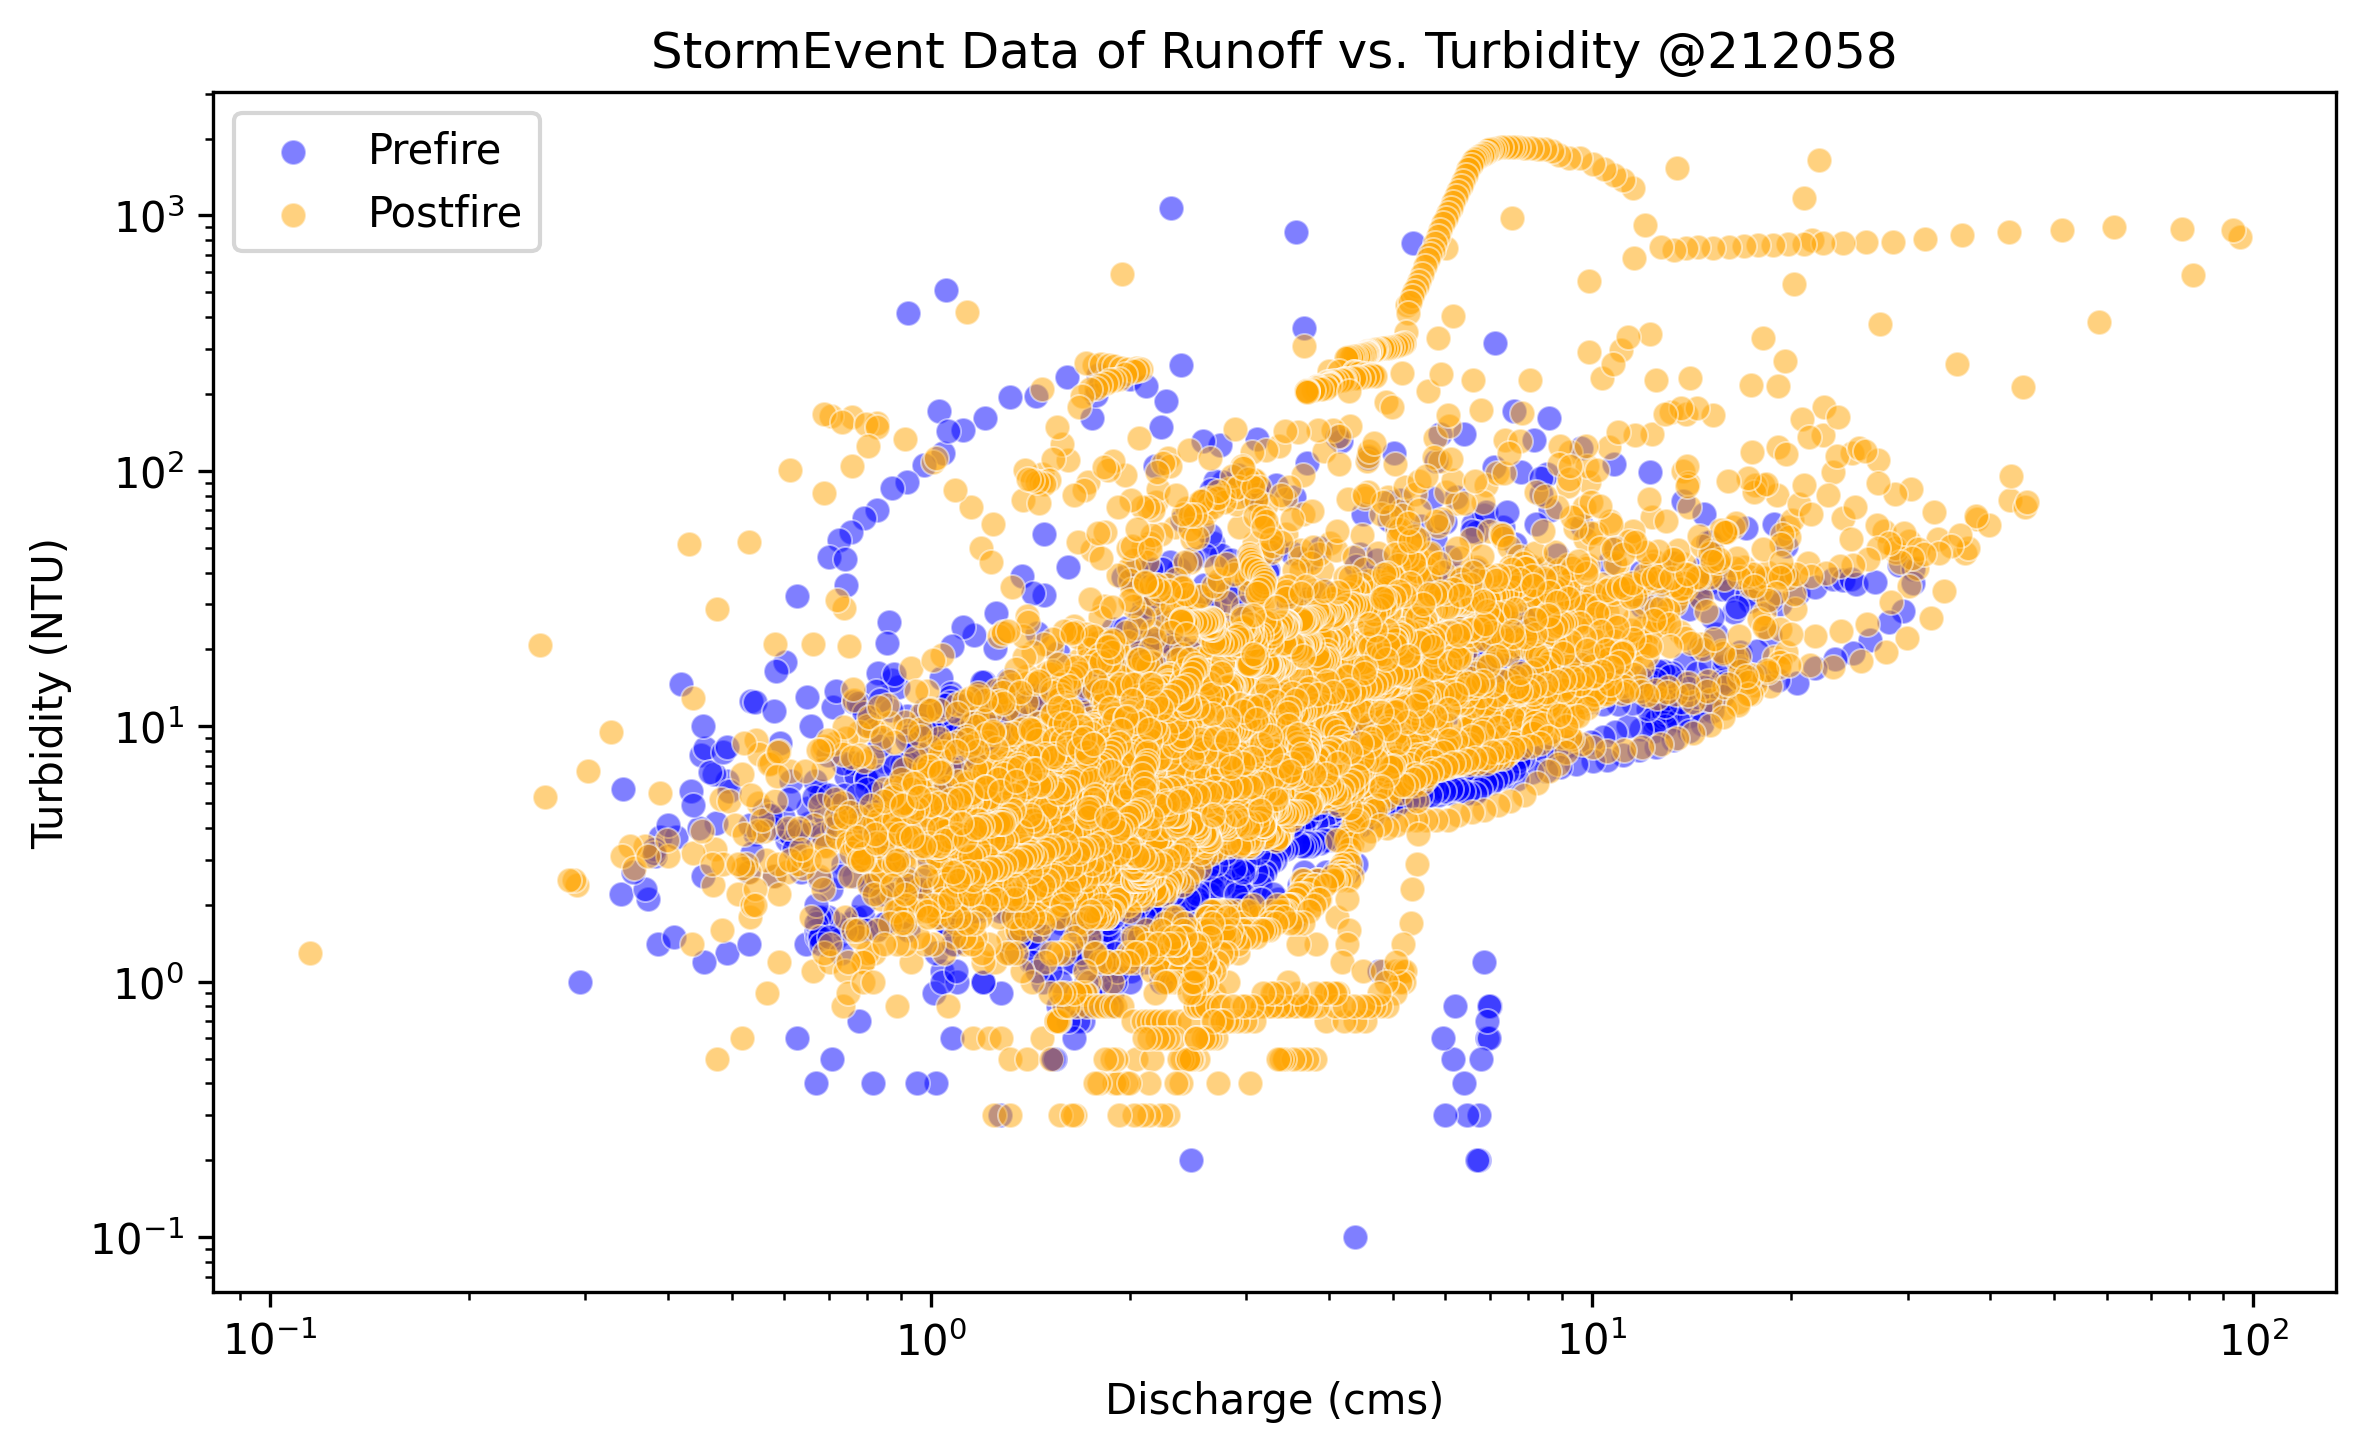 StormEvent Data of Runoff vs. Turbidity @212058
Prefire
Postfire
Turbidity (NTU)
10³
10²
10¹
10⁰
10⁻¹
10⁻¹
10⁰
10¹
10²
Discharge (cms)